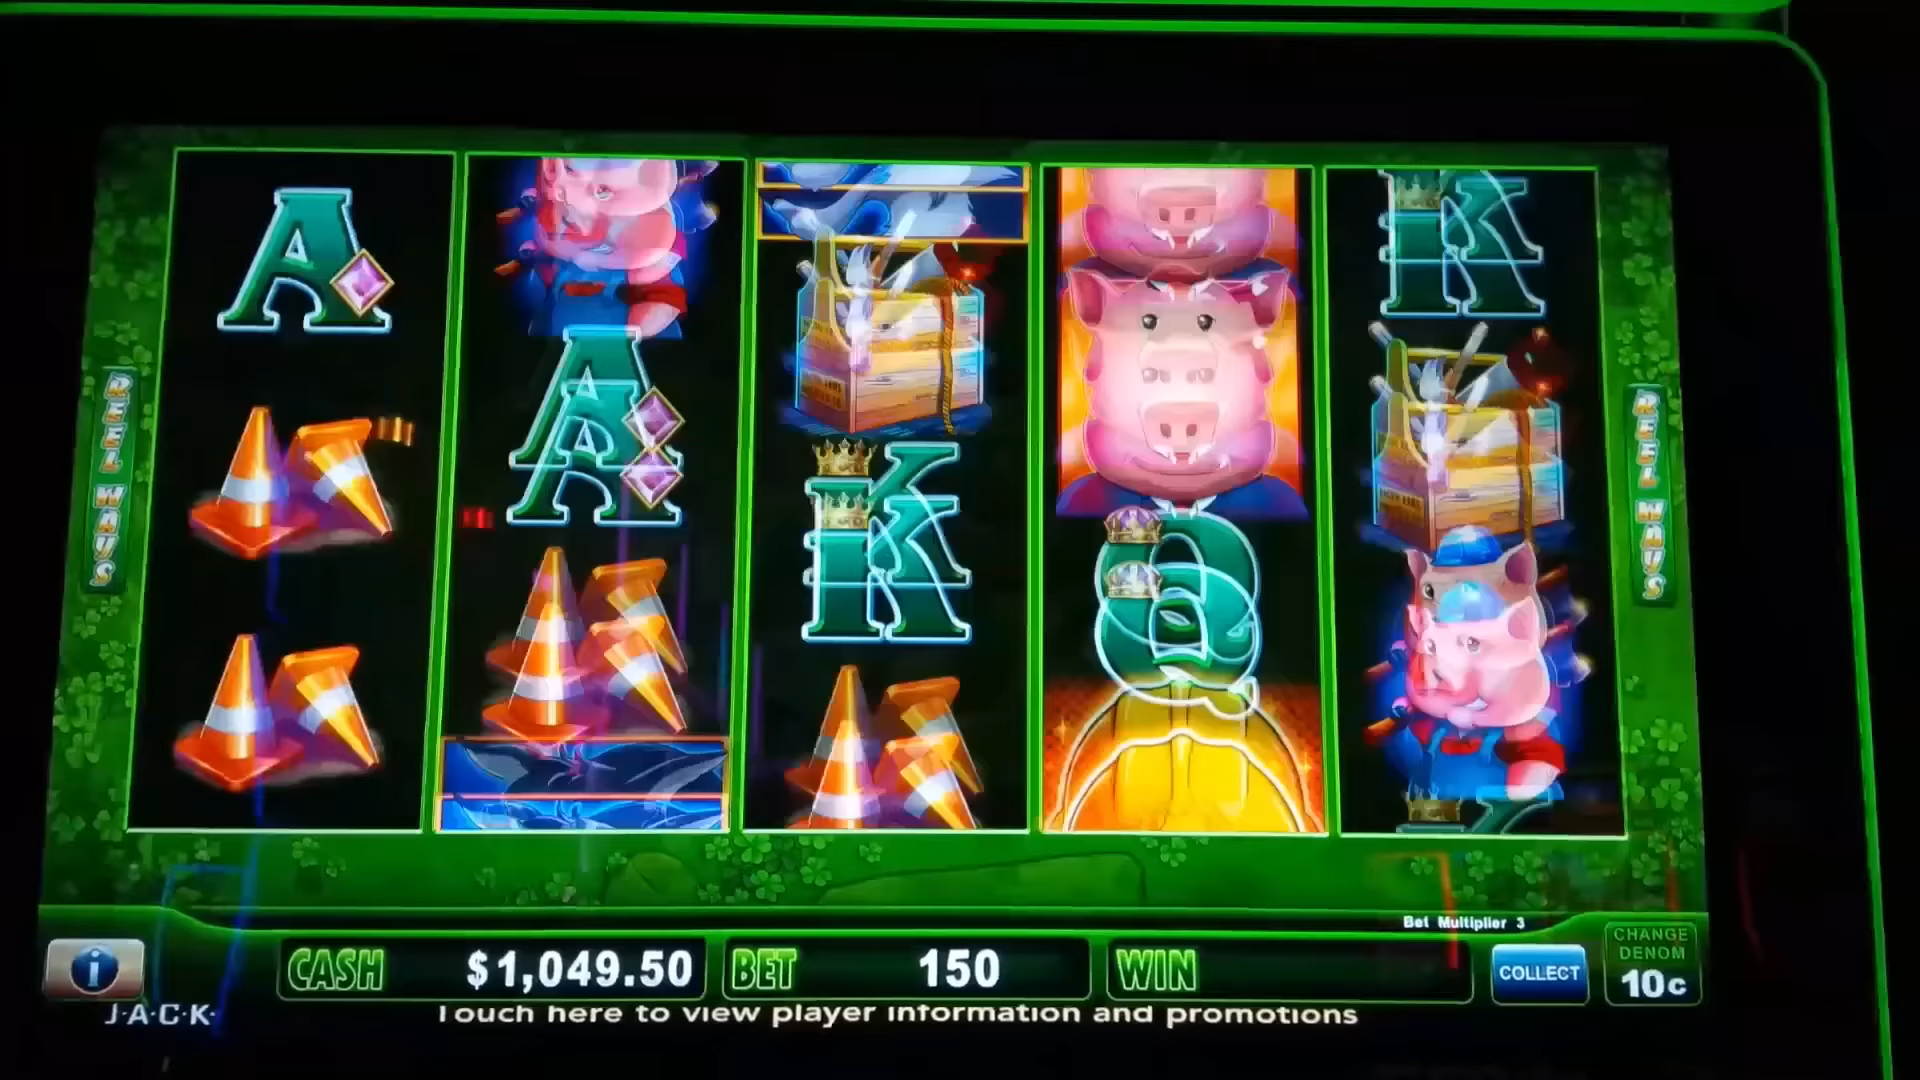 A
K
A
REEL WAYS
REEL WAYS
K
Q
Bet Multiplier 3
CHANGE
DENOM
10c
CASH $1,049.50 BET 150 WIN COLLECT
i
J·A·C·K·
Touch here to view player information and promotions